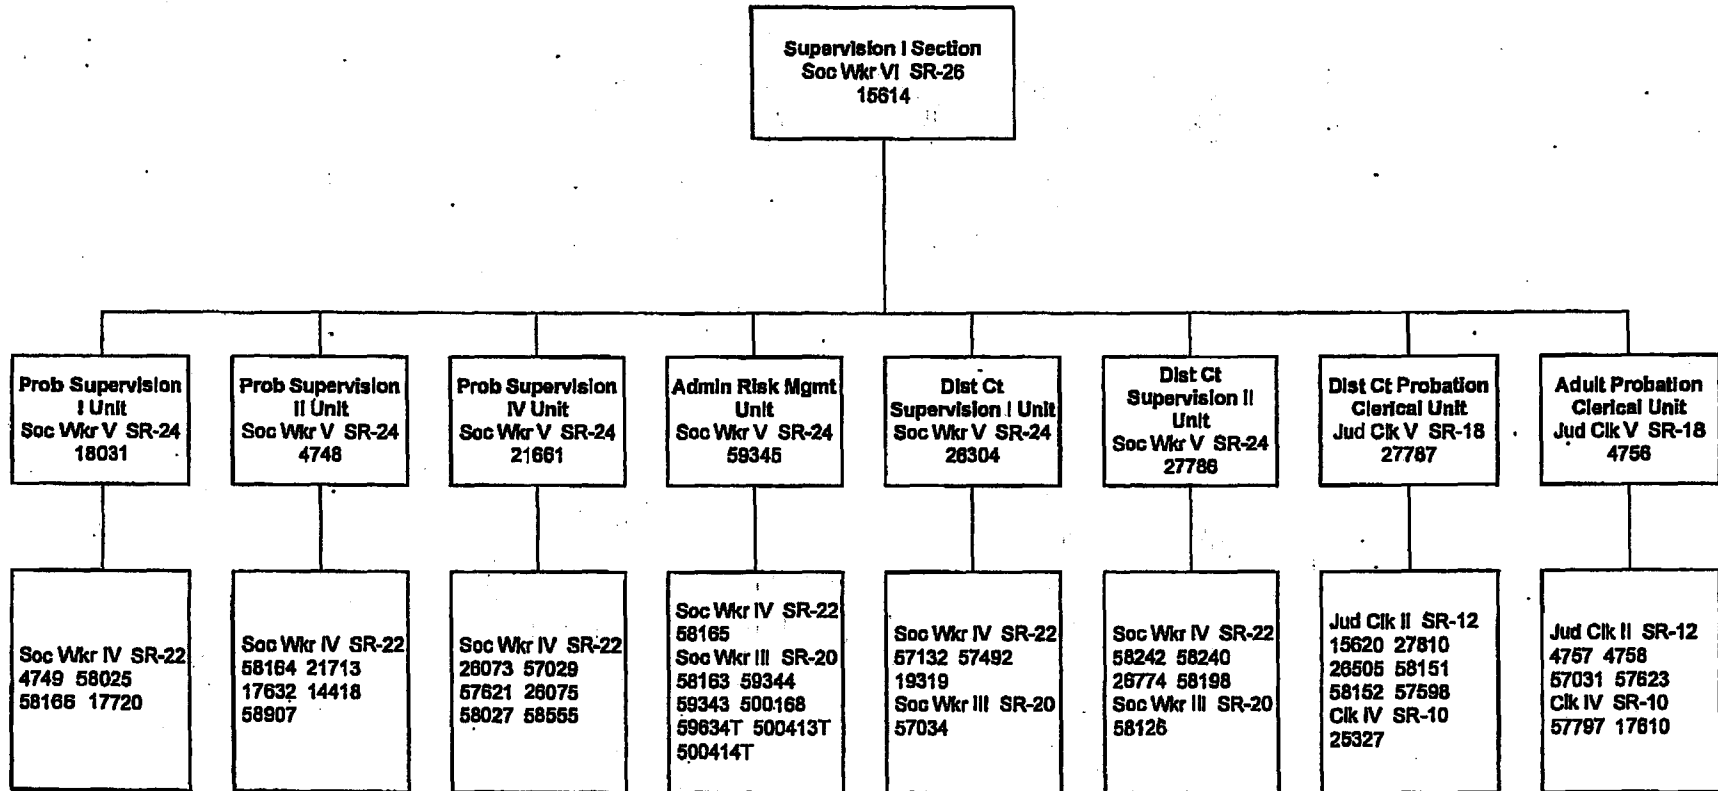 Supervision I Section
Soc Wkr VI SR-26
15614
Prob Supervision
I Unit
Soc Wkr V SR-24
18031
Prob Supervision
II Unit
Soc Wkr V SR-24
4748
Prob Supervision
IV Unit
Soc Wkr V SR-24
21661
Admin Risk Mgmt
Unit
Soc Wkr V SR-24
59345
Dist Ct
Supervision I Unit
Soc Wkr V SR-24
26304
Dist Ct
Supervision II
Unit
Soc Wkr V SR-24
27786
Dist Ct Probation
Clerical Unit
Jud Clk V SR-18
27787
Adult Probation
Clerical Unit
Jud Clk V SR-18
4756
Soc Wkr IV SR-22
4749 58025
58166 17720
Soc Wkr IV SR-22
58164 21713
17632 14418
58907
Soc Wkr IV SR-22
26073 57029
57621 26075
58027 58555
Soc Wkr IV SR-22
58165
Soc Wkr III SR-20
58163 59344
59343 500168
59634T 500413T
500414T
Soc Wkr IV SR-22
57132 57492
19319
Soc Wkr III SR-20
57034
Soc Wkr IV SR-22
58242 58240
26774 58198
Soc Wkr III SR-20
58126
Jud Clk II SR-12
15620 27810
26505 58151
58152 57598
Clk IV SR-10
25327
Jud Clk II SR-12
4757 4758
57031 57623
Clk IV SR-10
57797 17610